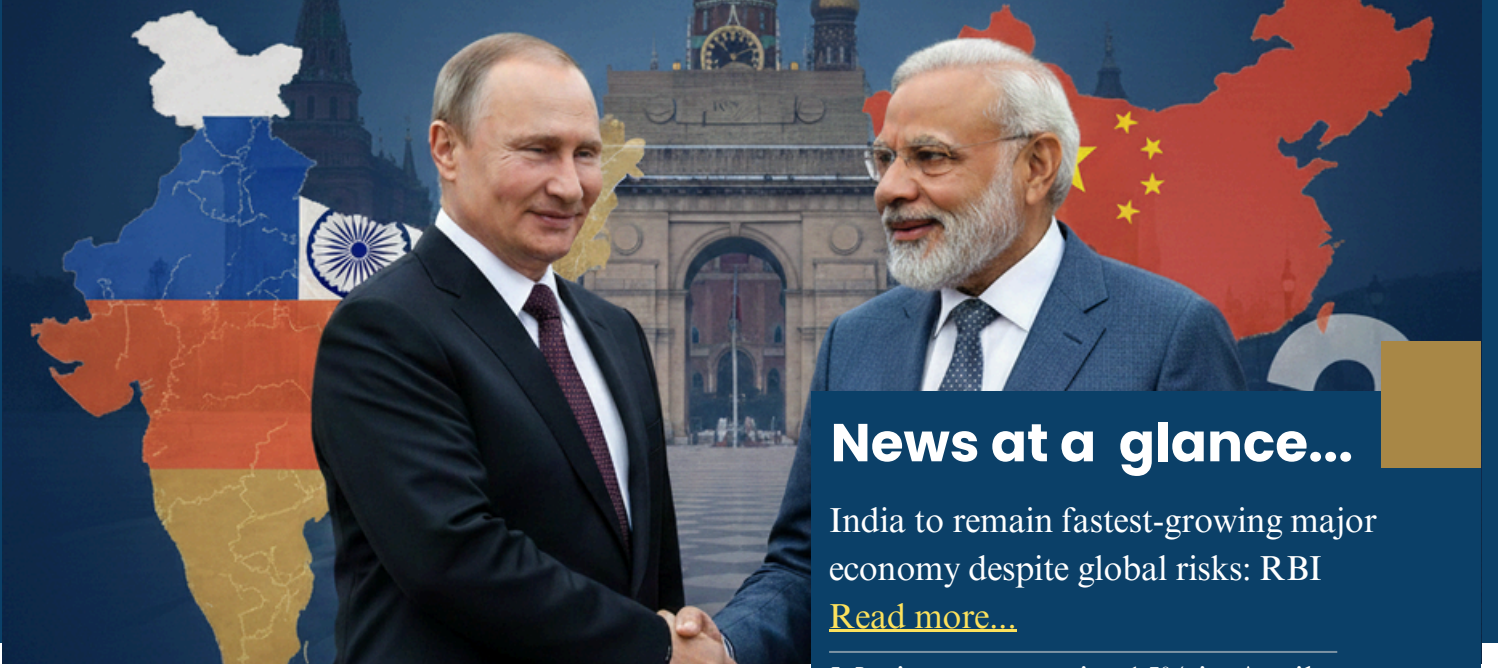 News at a glance...
India to remain fastest-growing major
economy despite global risks: RBI
Read more...